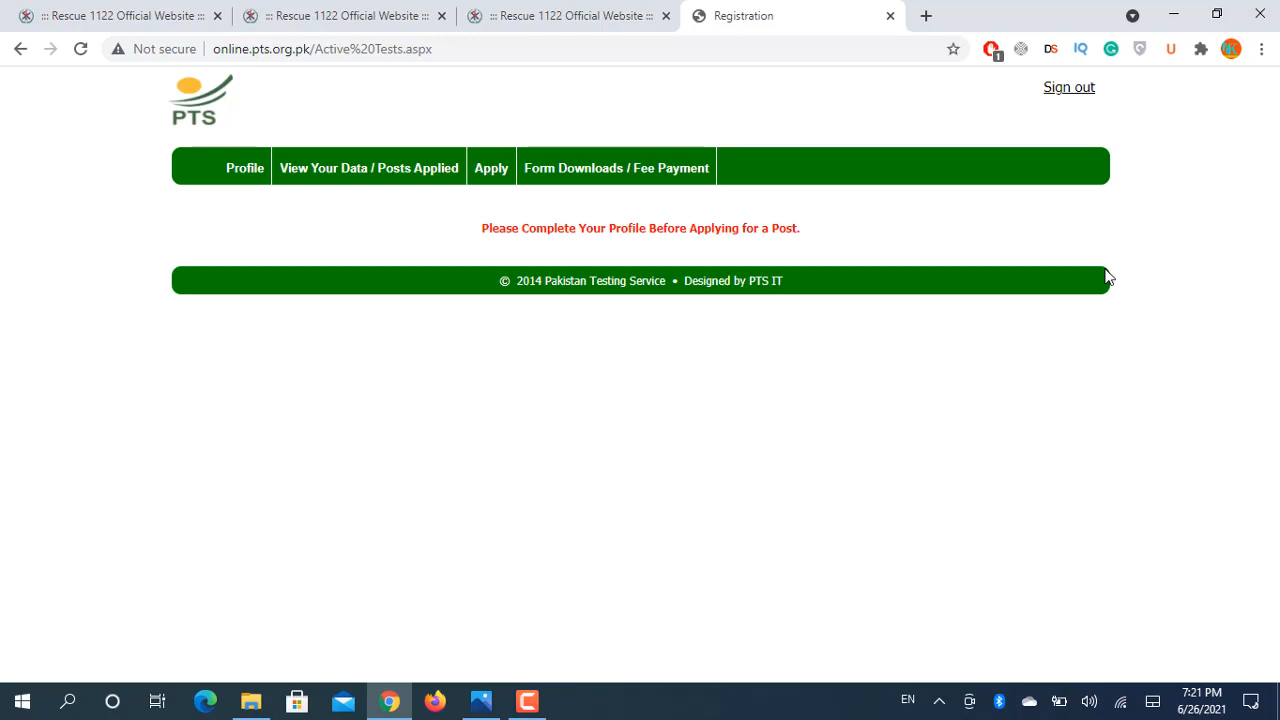 ::: Rescue 1122 Official Website :::
::: Rescue 1122 Official Website :::
::: Rescue 1122 Official Website :::
Registration
Not secure
online.pts.org.pk/Active%20Tests.aspx
DS
IQ
1
U
PTS
Sign out
Profile
View Your Data / Posts Applied
Apply
Form Downloads / Fee Payment
Please Complete Your Profile Before Applying for a Post.
© 2014 Pakistan Testing Service • Designed by PTS IT
EN
7:21 PM
6/26/2021